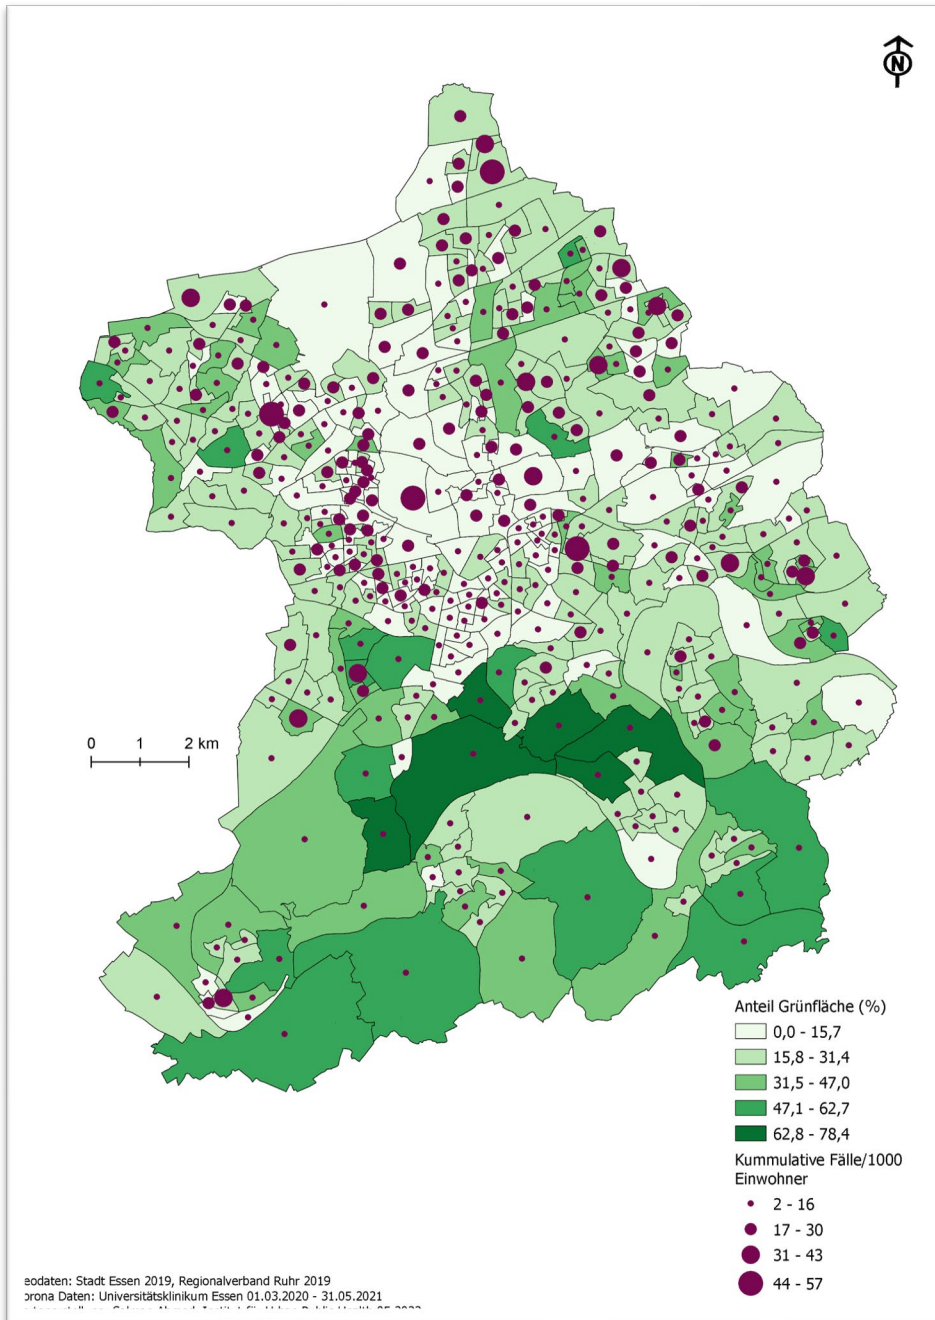 N
0 1 2 km
Anteil Grünfläche (%)
0,0 - 15,7
15,8 - 31,4
31,5 - 47,0
47,1 - 62,7
62,8 - 78,4
Kummulative Fälle/1000
Einwohner
2 - 16
17 - 30
31 - 43
44 - 57
eodaten: Stadt Essen 2019, Regionalverband Ruhr 2019
orona Daten: Universitätsklinikum Essen 01.03.2020 - 31.05.2021